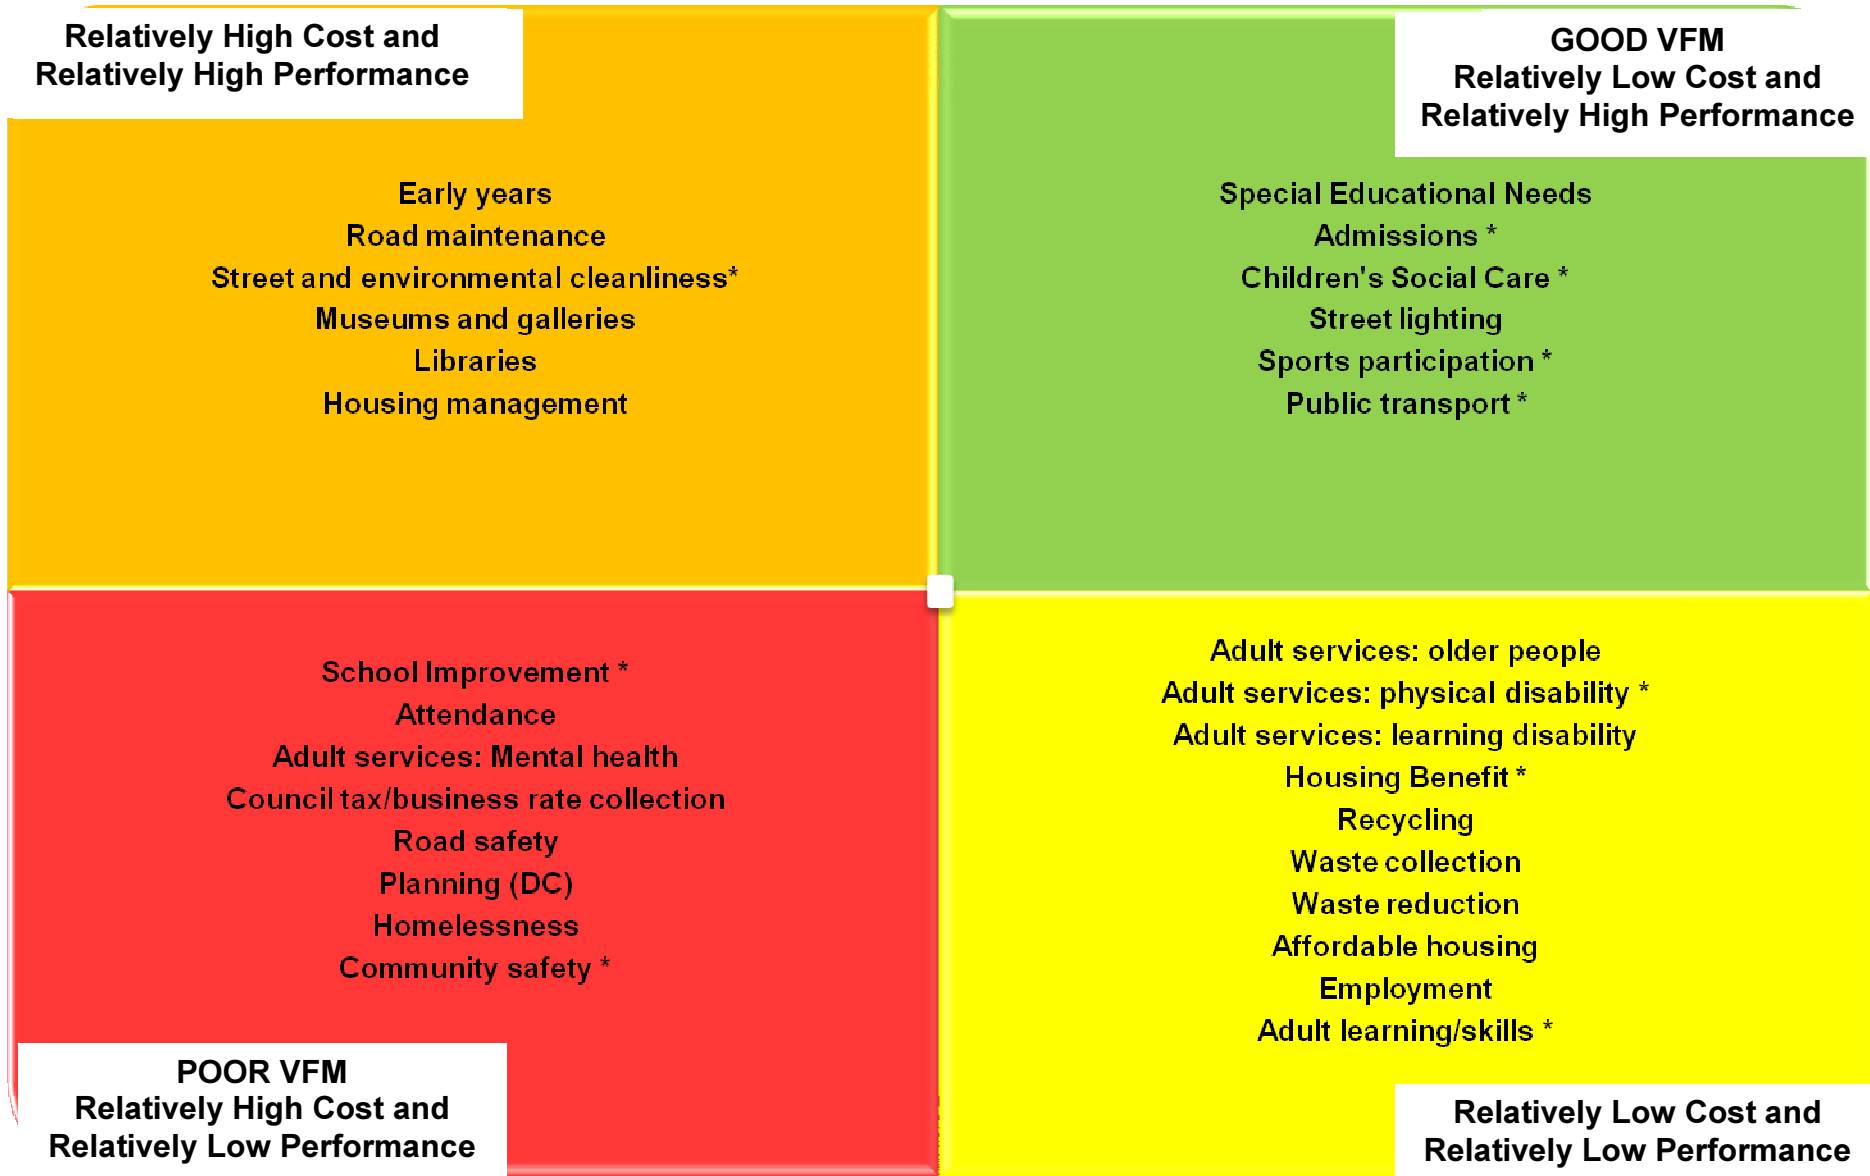 Relatively High Cost and
Relatively High Performance
Early years
Road maintenance
Street and environmental cleanliness*
Museums and galleries
Libraries
Housing management
GOOD VFM
Relatively Low Cost and
Relatively High Performance
Special Educational Needs
Admissions *
Children's Social Care *
Street lighting
Sports participation *
Public transport *
School Improvement *
Attendance
Adult services: Mental health
Council tax/business rate collection
Road safety
Planning (DC)
Homelessness
Community safety *
POOR VFM
Relatively High Cost and
Relatively Low Performance
Adult services: older people
Adult services: physical disability *
Adult services: learning disability
Housing Benefit *
Recycling
Waste collection
Waste reduction
Affordable housing
Employment
Adult learning/skills *
Relatively Low Cost and
Relatively Low Performance